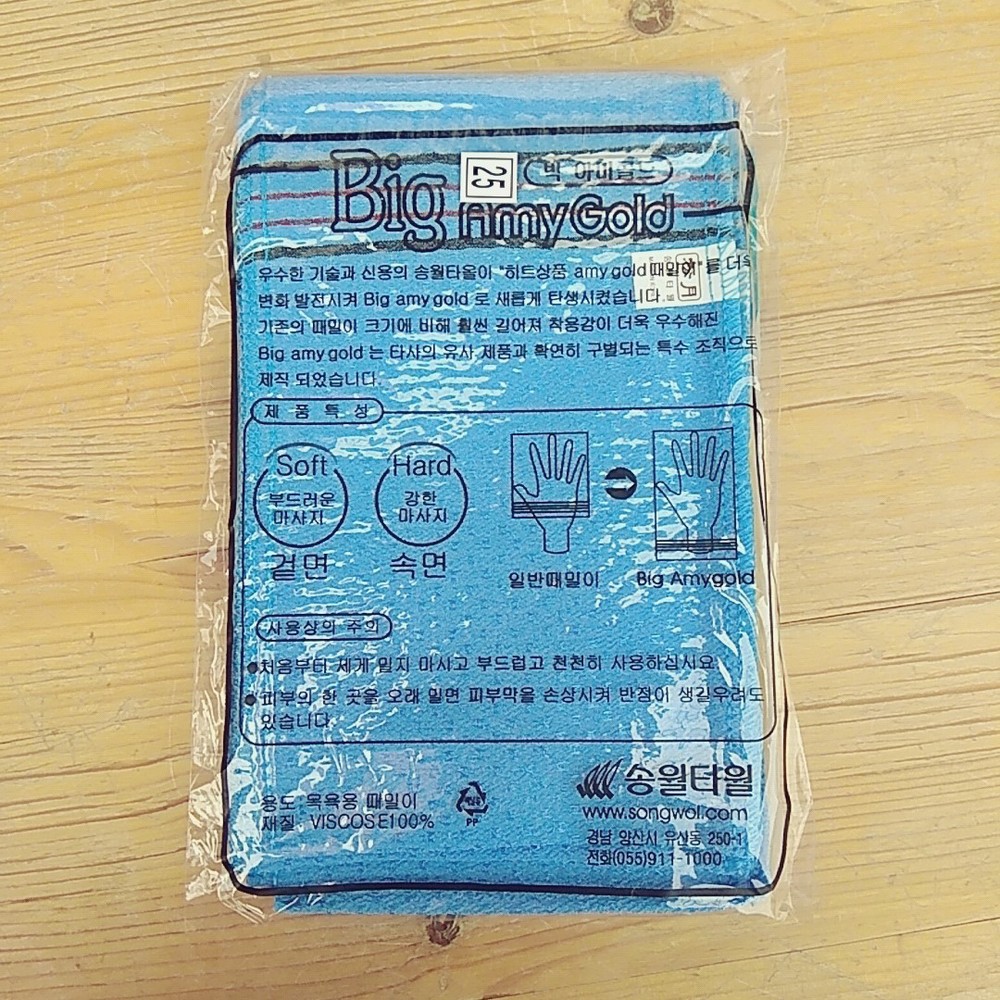 Big
25
빅 아미골드
Amy Gold
우수한 기술과 신용의 송월타올이 "히트상품 amy gold 때밀이"를 더욱
변화 발전시켜 Big amy gold 로 새롭게 탄생시켰습니다.
기존의 때밀이 크기에 비해 훨씬 길어져 착용감이 더욱 우수해진
Big amy gold 는 타사의 유사 제품과 확연히 구별되는 특수 조직으로
제직 되었습니다.
제 품 특 성
Soft
부드러운
마사지
겉면
Hard
강한
마사지
속면
일반때밀이
Big Amygold
사용상의 주의
●처음부터 세게 밀지 마시고 부드럽고 천천히 사용하십시요.
●피부의 한 곳을 오래 밀면 피부막을 손상시켜 반점이 생길우려도
있습니다.
용도 : 목욕용 때밀이
재질 : VISCOSE100%
PP
송월타월
www.songwol.com
경남 양산시 유산동 250-1
전화(055)911-1000